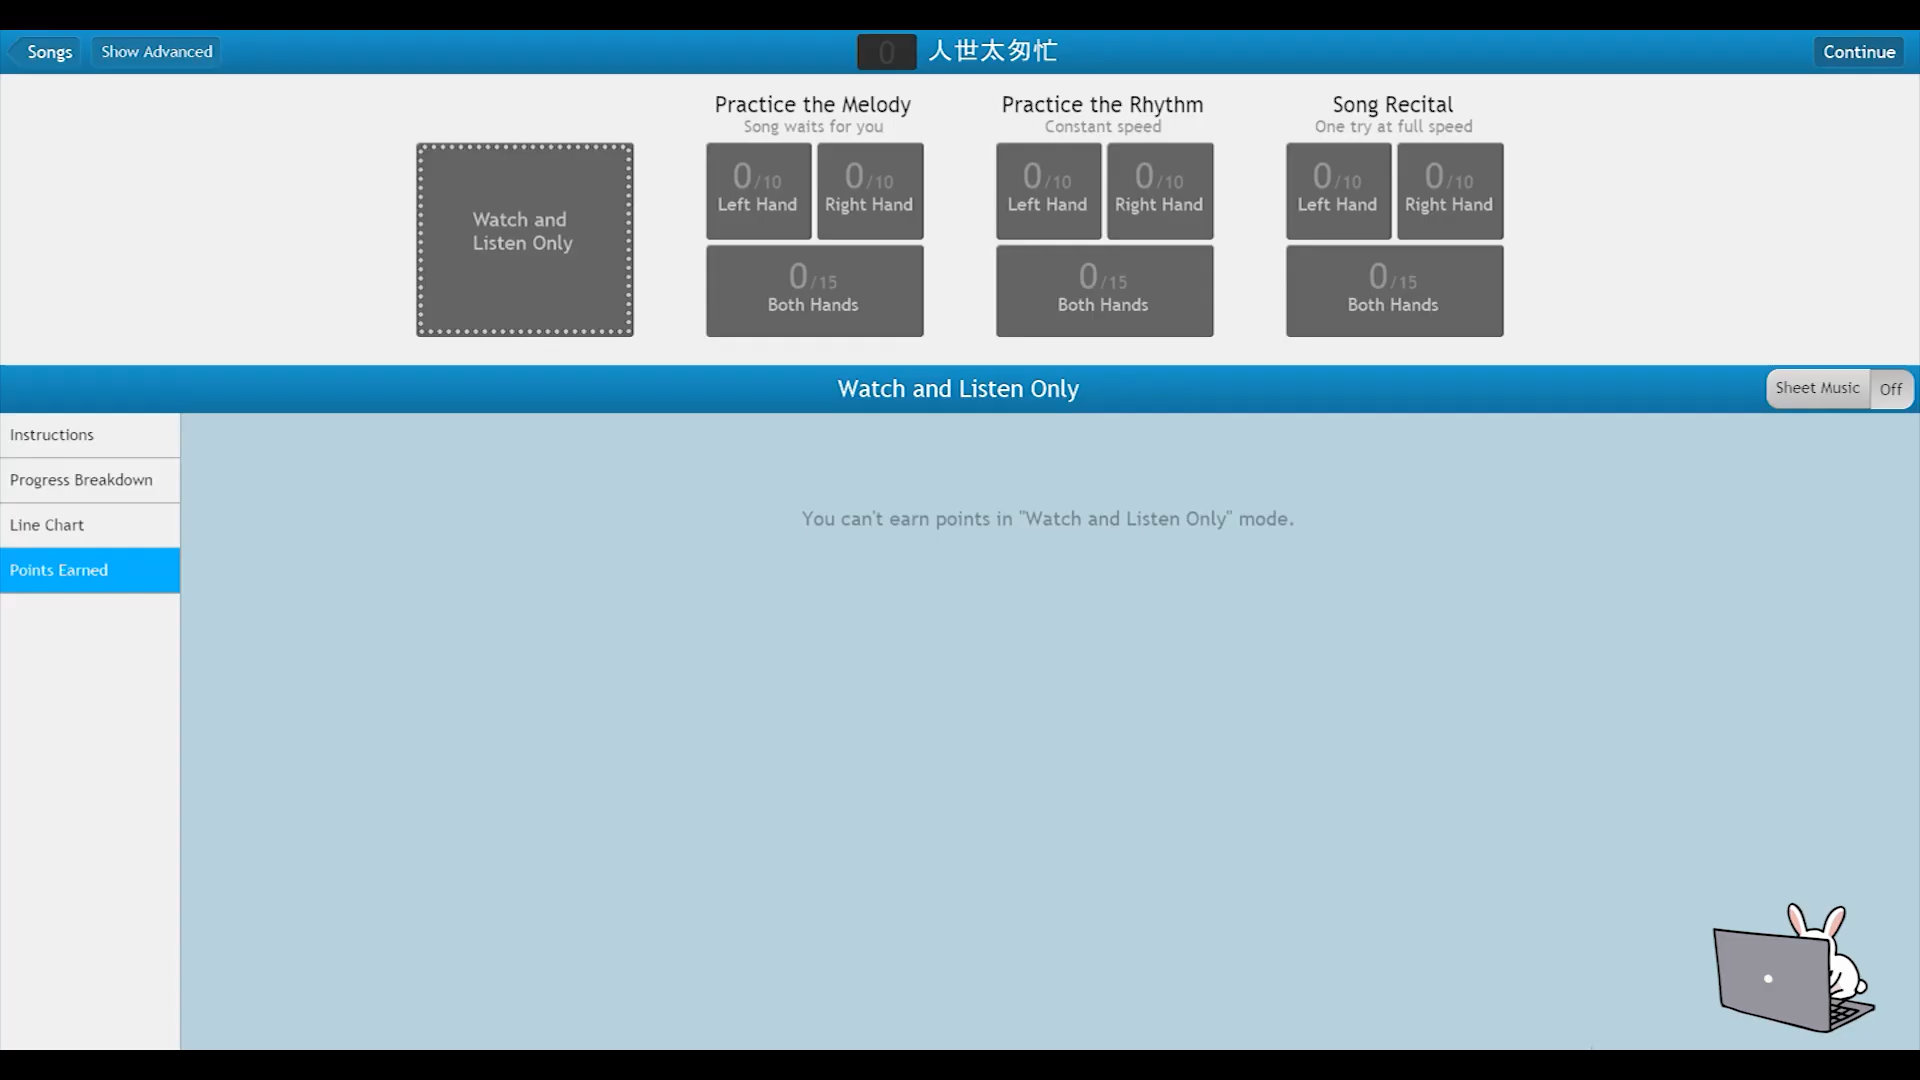 Songs
Show Advanced
0
人世太匆忙
Continue
Practice the Melody
Song waits for you
Practice the Rhythm
Constant speed
Song Recital
One try at full speed
Watch and
Listen Only
0/10
Left Hand
0/10
Right Hand
0/15
Both Hands
0/10
Left Hand
0/10
Right Hand
0/15
Both Hands
0/10
Left Hand
0/10
Right Hand
0/15
Both Hands
Watch and Listen Only
Sheet Music
Off
Instructions
Progress Breakdown
Line Chart
Points Earned
You can't earn points in "Watch and Listen Only" mode.